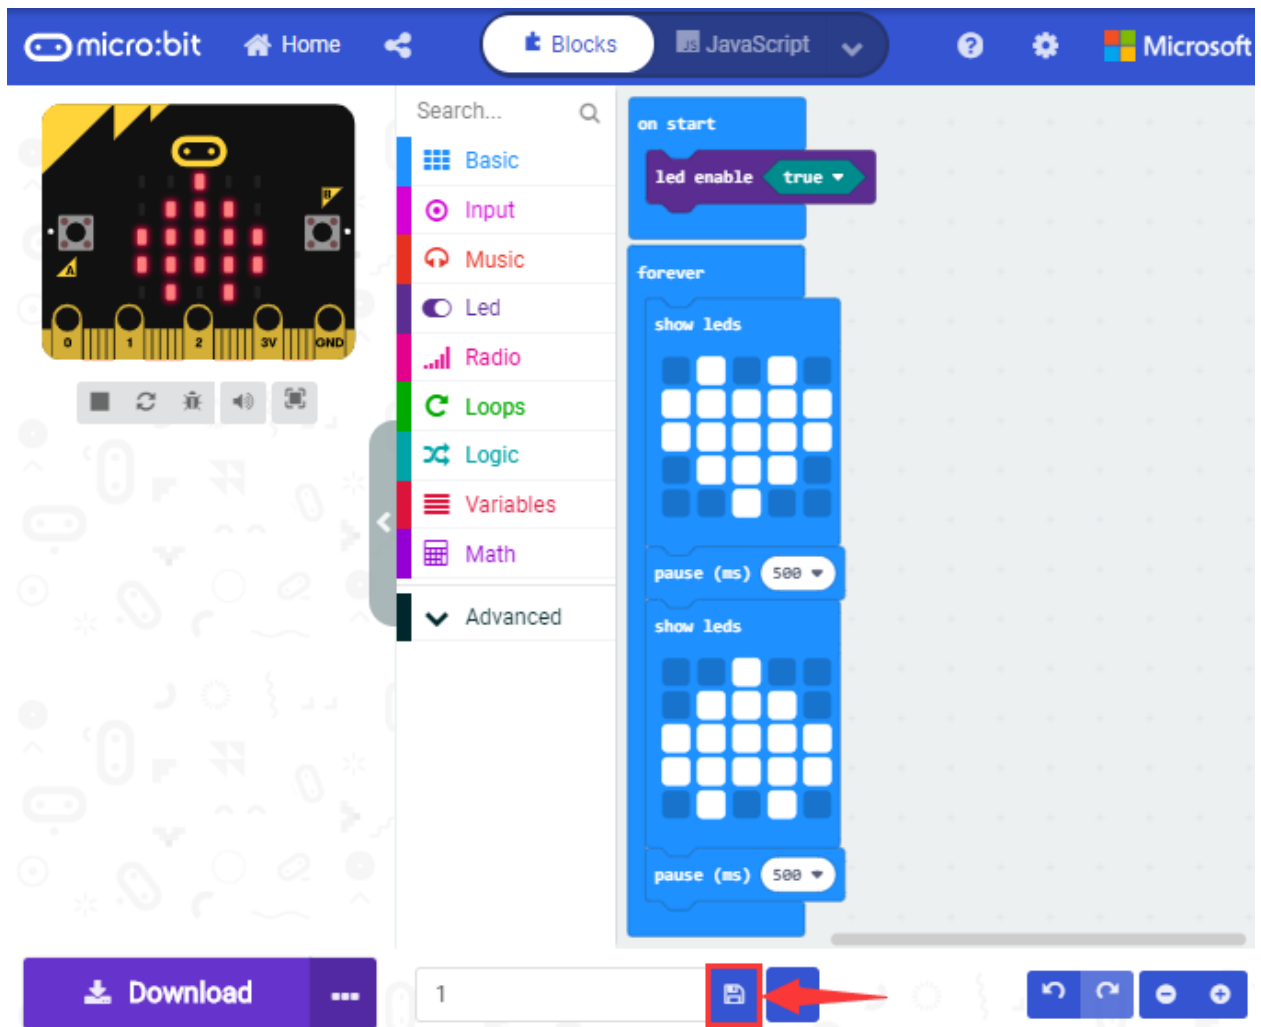 micro:bit Home Blocks JS JavaScript ? Microsoft
Search...
Basic
Input
Music
Led
Radio
Loops
Logic
Variables
Math
Advanced
B
A
0 1 2 3V GND
on start
led enable true
forever
show leds
pause (ms) 500
show leds
pause (ms) 500
Download ...
1